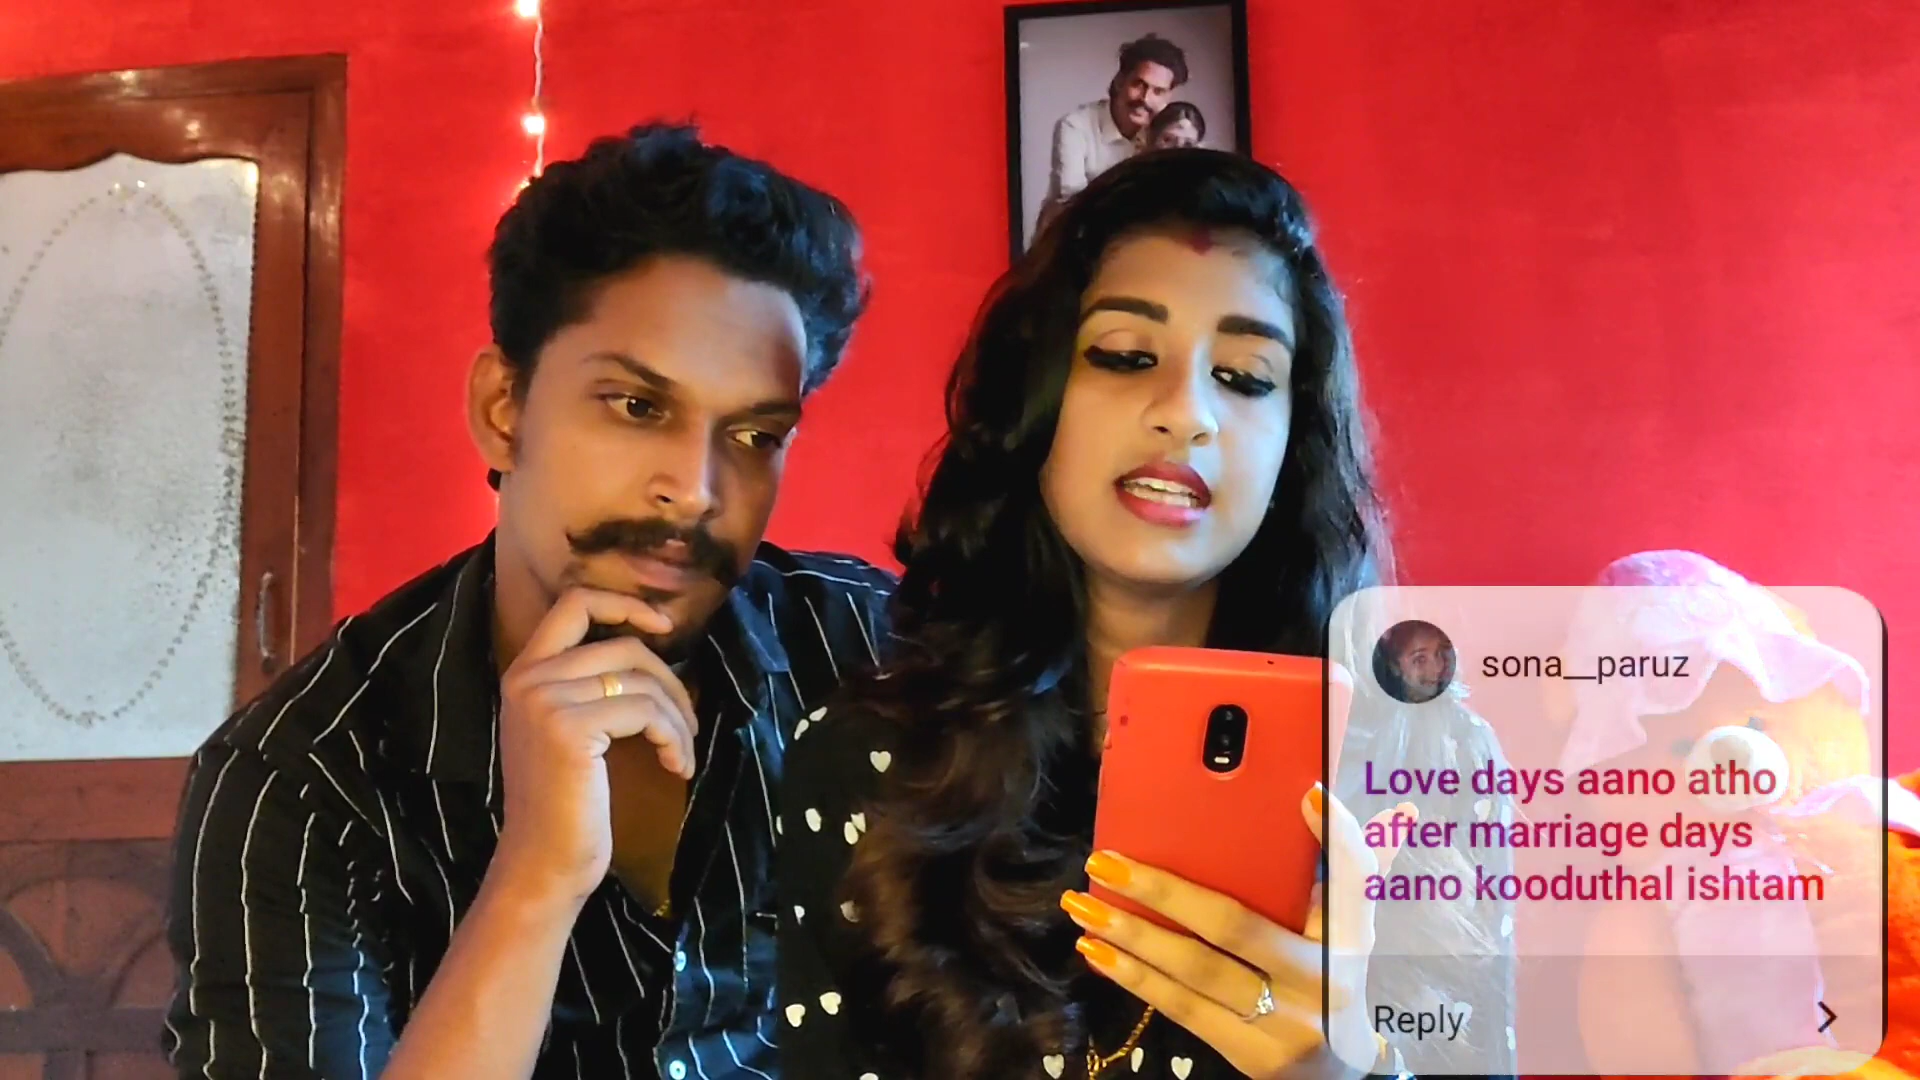 sona__paruz
Love days aano atho
after marriage days
aano kooduthal ishtam
Reply